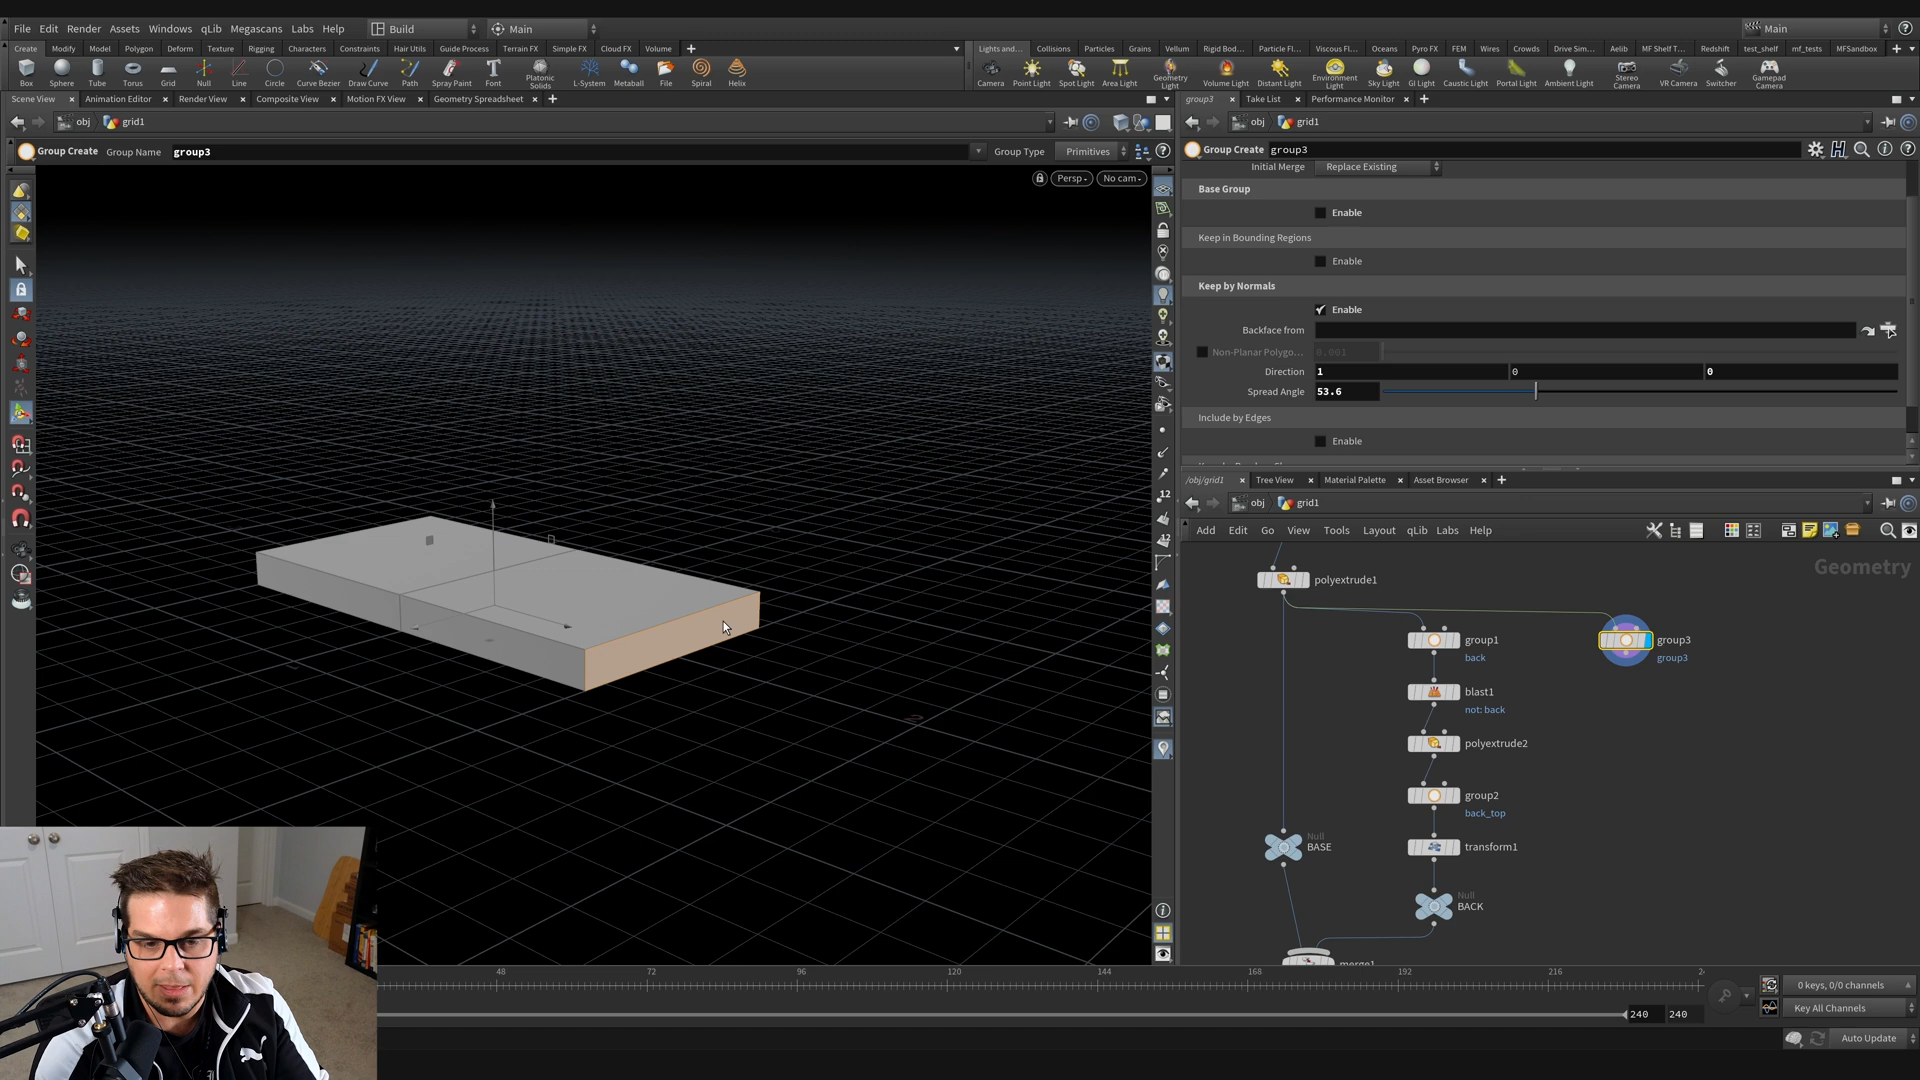 File Edit Render Assets Windows qLib Megascans Labs Help Build Main Main
Create Modify Model Polygon Deform Texture Rigging Characters Constraints Hair Utils Guide Process Terrain FX Simple FX Cloud FX Volume
Lights and... Collisions Particles Grains Vellum Rigid Bod... Particle Fl... Viscous Fl... Oceans Pyro FX FEM Wires Crowds Drive Sim... Aelib MF Shelf T... Redshift test_shelf mf_tests MFSandbox
Box Sphere Tube Torus Grid Null Line Circle Curve Bezier Draw Curve Path Spray Paint Font Platonic Solids L-System Metaball File Spiral Helix
Camera Point Light Spot Light Area Light Geometry Light Volume Light Distant Light Environment Light Sky Light GI Light Caustic Light Portal Light Ambient Light Stereo Camera VR Camera Switcher Gamepad Camera
Scene View Animation Editor Render View Composite View Motion FX View Geometry Spreadsheet
group3 Take List Performance Monitor
obj grid1
obj grid1
Group Create Group Name group3 Group Type Primitives
Group Create group3
Persp No cam
Initial Merge Replace Existing
Base Group
Enable
Keep in Bounding Regions
Enable
Keep by Normals
Enable
Backface from
Non-Planar Polygo... 0.001
Direction 1 0 0
Spread Angle 53.6
Include by Edges
Enable
/obj/grid1 Tree View Material Palette Asset Browser
obj grid1
Add Edit Go View Tools Layout qLib Labs Help
Geometry
polyextrude1
group1
back
group3
group3
blast1
not: back
polyextrude2
group2
back_top
Null
BASE
transform1
Null
BACK
merge1
12
12
48 72 96 120 144 168 192 216
240 240
0 keys, 0/0 channels
Key All Channels
Auto Update